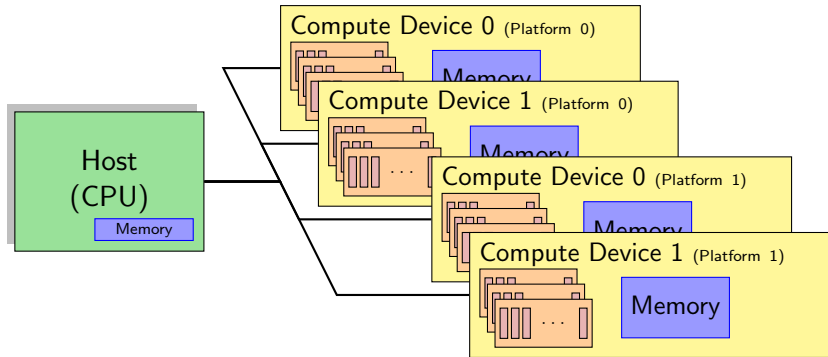 Compute Device 0 (Platform 0)
Memory
Compute Device 1 (Platform 0)
Memory
· · ·
Host
(CPU)
Memory
Compute Device 0 (Platform 1)
Memory
Compute Device 1 (Platform 1)
Memory
· · ·